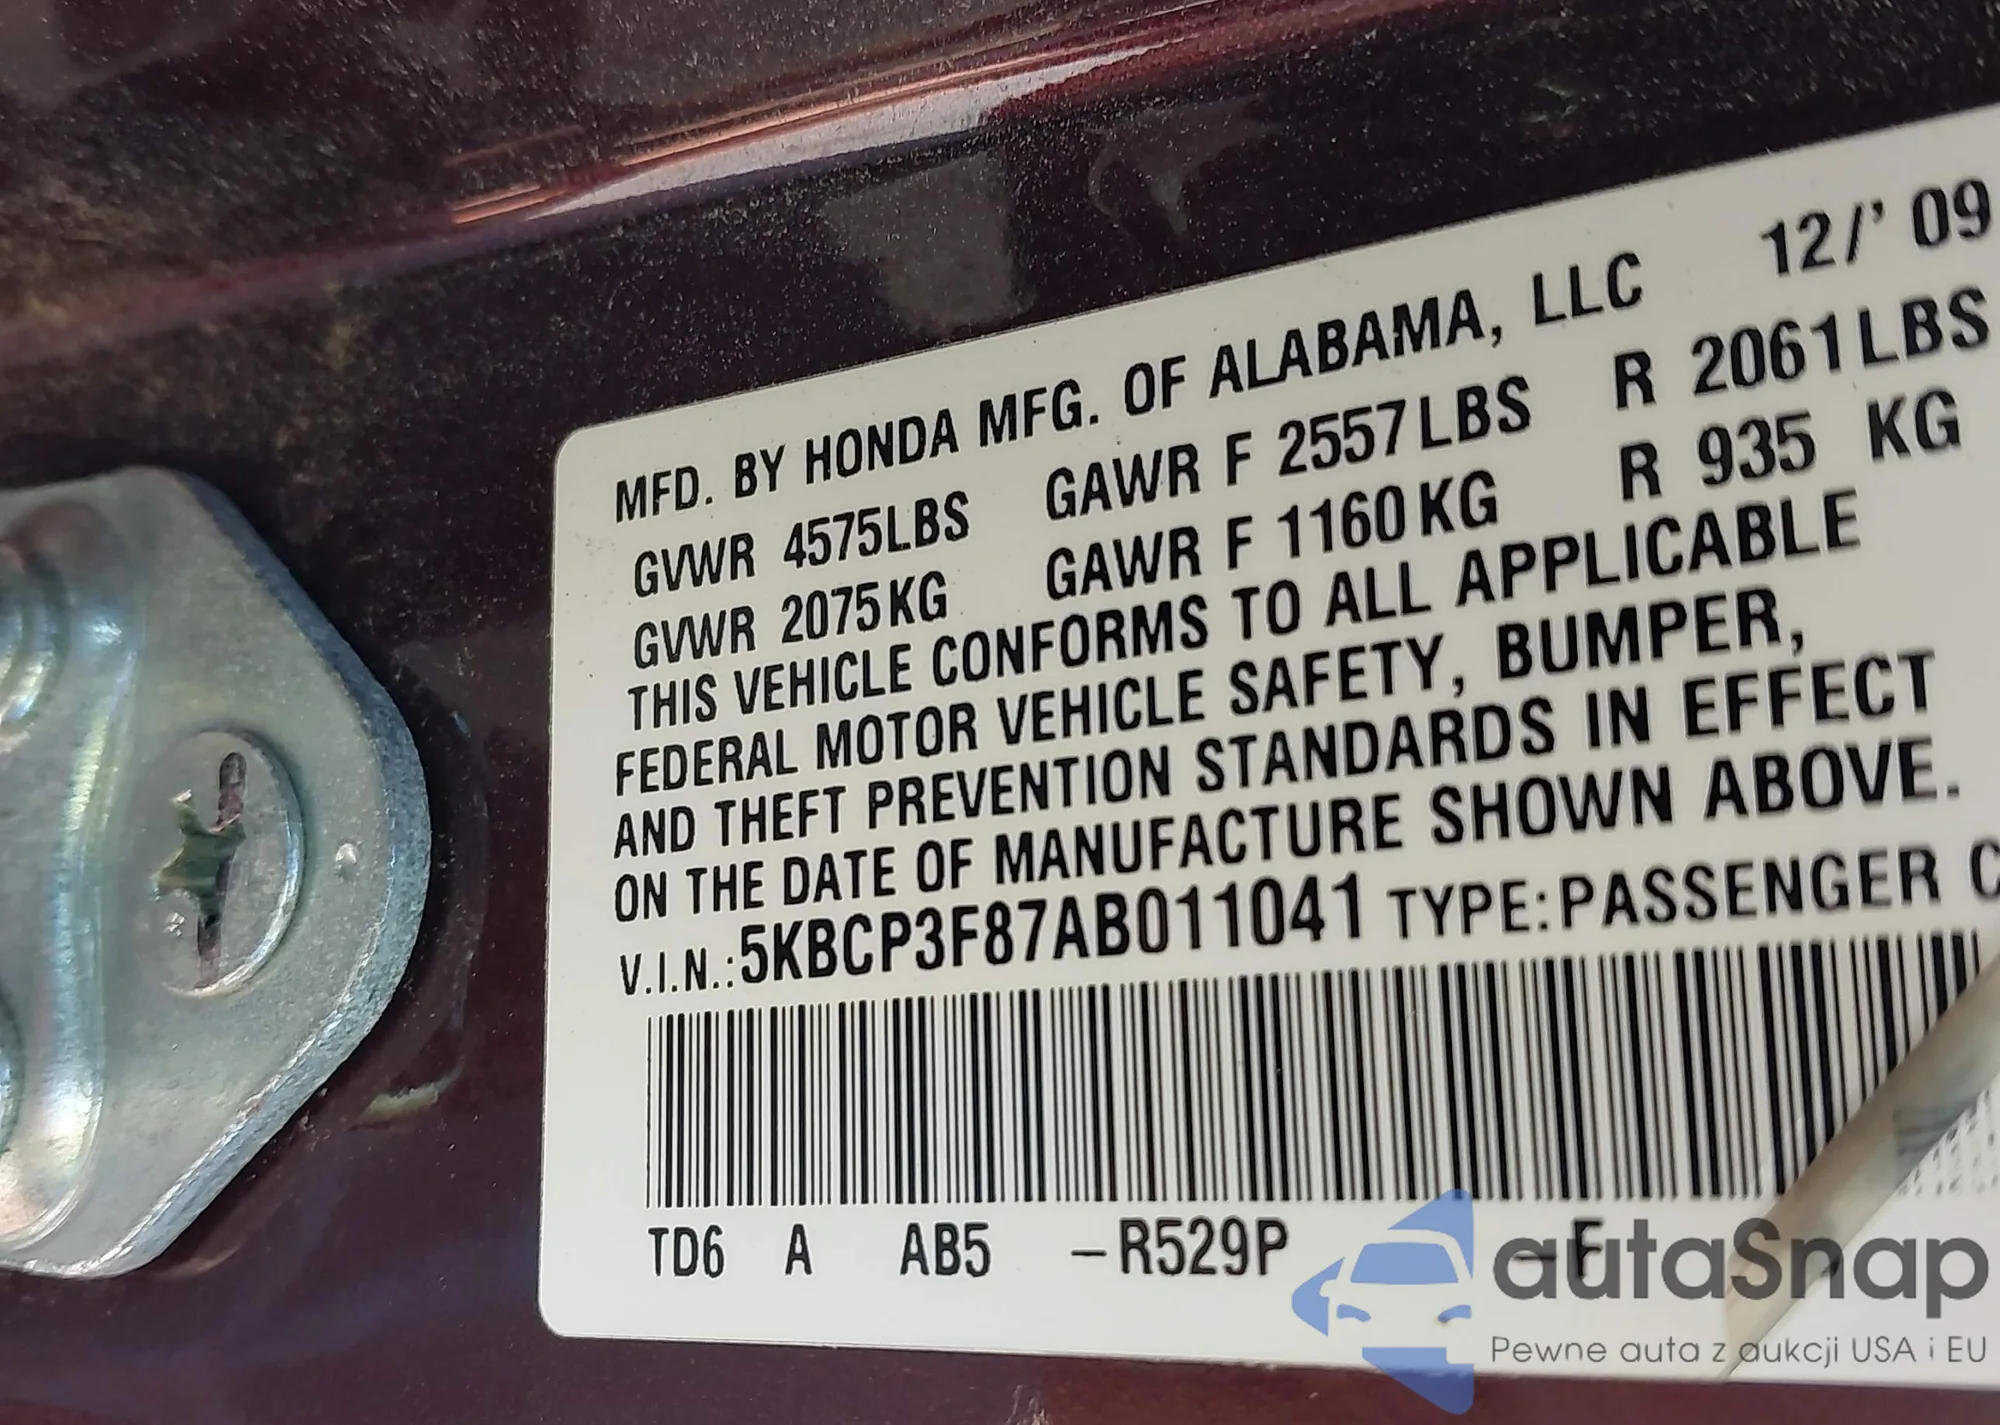 MFD. BY HONDA MFG. OF ALABAMA, LLC 12/'09
GVWR 4575LBS GAWR F 2557LBS R 2061LBS
GVWR 2075KG GAWR F 1160KG R 935 KG
THIS VEHICLE CONFORMS TO ALL APPLICABLE
FEDERAL MOTOR VEHICLE SAFETY, BUMPER,
AND THEFT PREVENTION STANDARDS IN EFFECT
ON THE DATE OF MANUFACTURE SHOWN ABOVE.
V.I.N.:5KBCP3F87AB011041 TYPE:PASSENGER C
TD6 A AB5 -R529P -F
autaSnap
Pewne auta z aukcji USA i EU